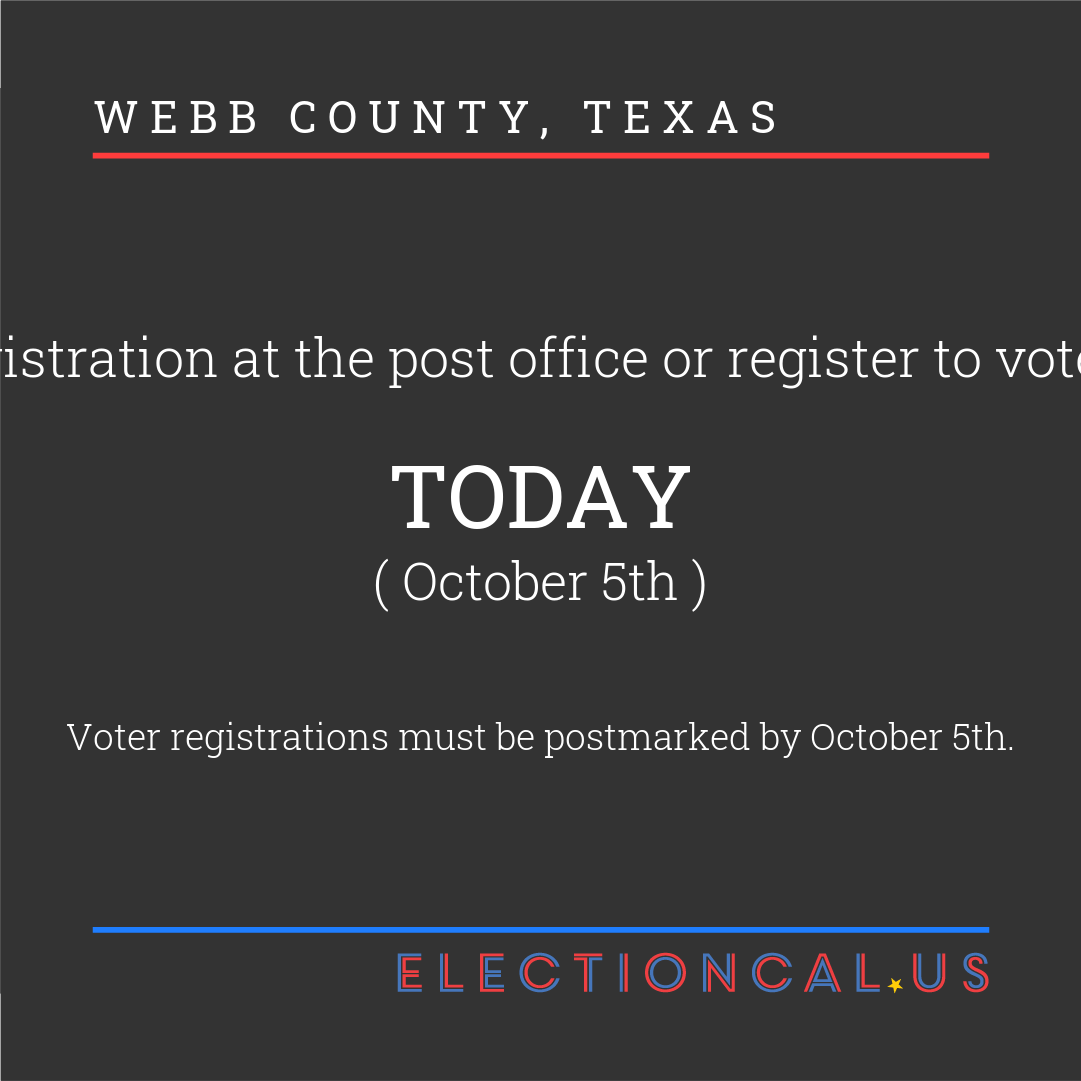 WEBB COUNTY, TEXAS
istration at the post office or register to vote
TODAY
( October 5th )
Voter registrations must be postmarked by October 5th.
ELECTIONCAL.US